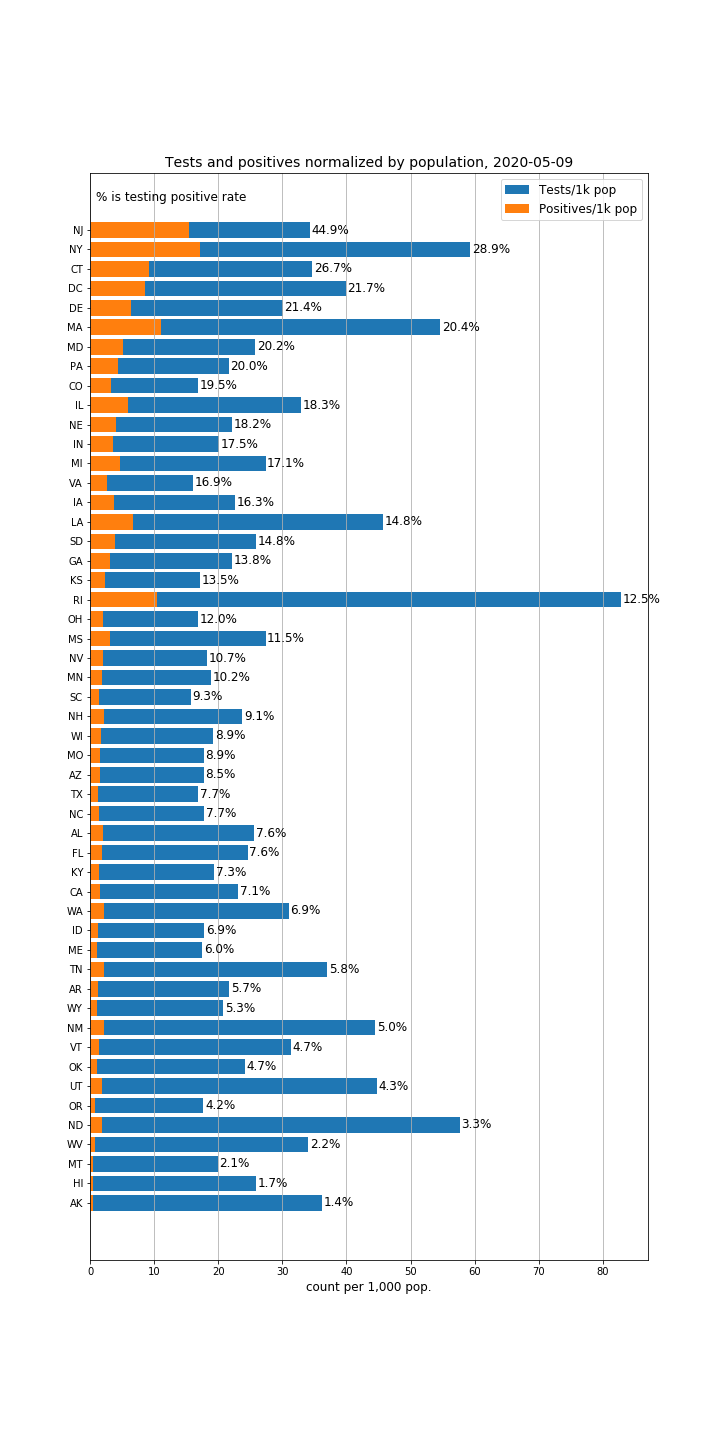 Tests and positives normalized by population, 2020-05-09
% is testing positive rate
Tests/1k pop
Positives/1k pop
NJ 44.9%
NY 28.9%
CT 26.7%
DC 21.7%
DE 21.4%
MA 20.4%
MD 20.2%
PA 20.0%
CO 19.5%
IL 18.3%
NE 18.2%
IN 17.5%
MI 17.1%
VA 16.9%
IA 16.3%
LA 14.8%
SD 14.8%
GA 13.8%
KS 13.5%
RI 12.5%
OH 12.0%
MS 11.5%
NV 10.7%
MN 10.2%
SC 9.3%
NH 9.1%
WI 8.9%
MO 8.9%
AZ 8.5%
TX 7.7%
NC 7.7%
AL 7.6%
FL 7.6%
KY 7.3%
CA 7.1%
WA 6.9%
ID 6.9%
ME 6.0%
TN 5.8%
AR 5.7%
WY 5.3%
NM 5.0%
VT 4.7%
OK 4.7%
UT 4.3%
OR 4.2%
ND 3.3%
WV 2.2%
MT 2.1%
HI 1.7%
AK 1.4%
0 10 20 30 40 50 60 70 80
count per 1,000 pop.